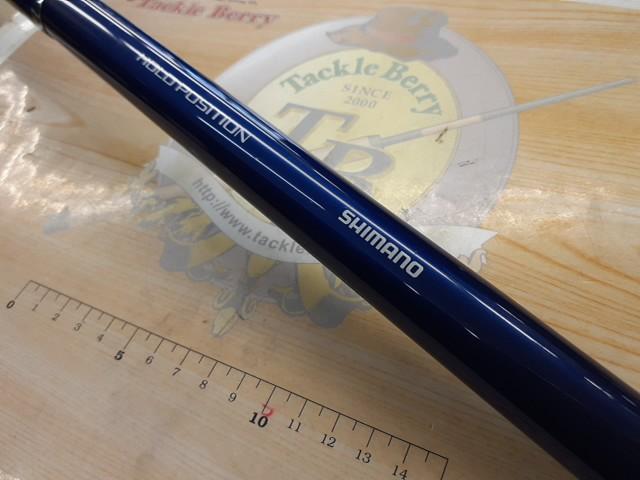 Tackle Berry
Tackle Berry
SINCE
2000
TB
http://www.tackle
HOLD POSITION
SHIMANO
0 1 2 3 4 5 6 7 8 9 10 11 12 13 14